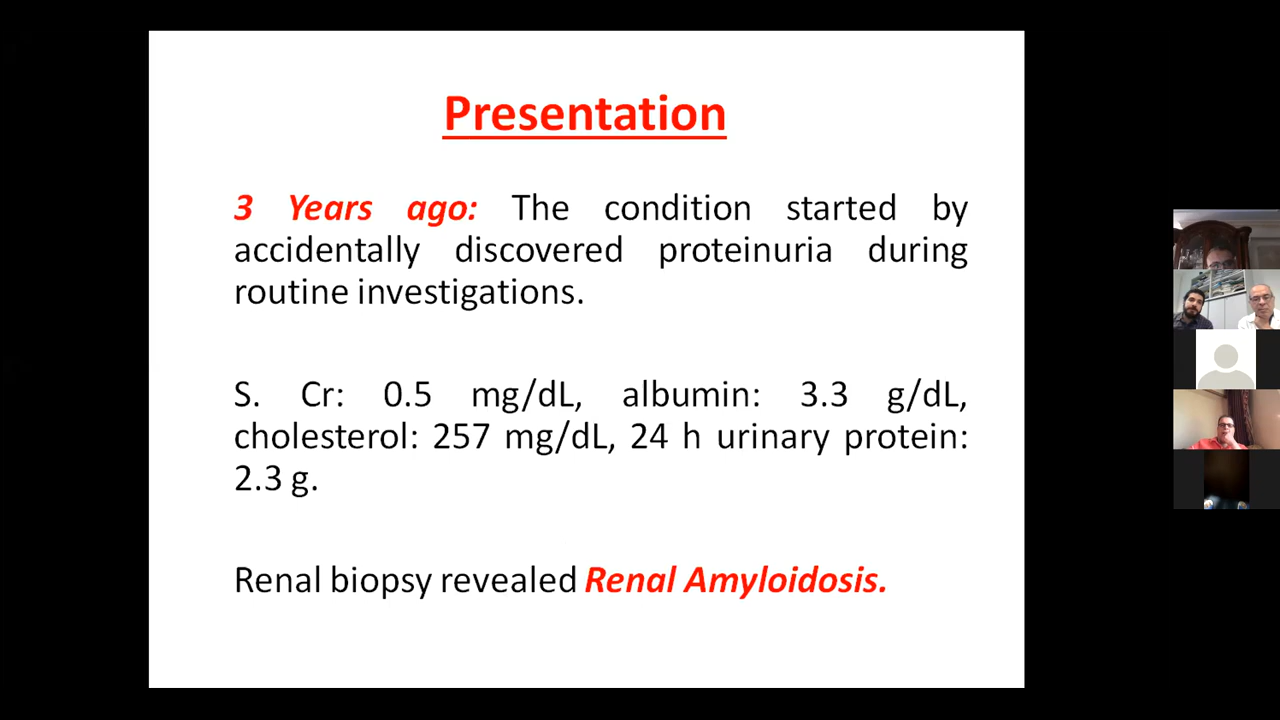 Presentation
3 Years ago: The condition started by
accidentally discovered proteinuria during
routine investigations.
S. Cr: 0.5 mg/dL, albumin: 3.3 g/dL,
cholesterol: 257 mg/dL, 24 h urinary protein:
2.3 g.
Renal biopsy revealed Renal Amyloidosis.